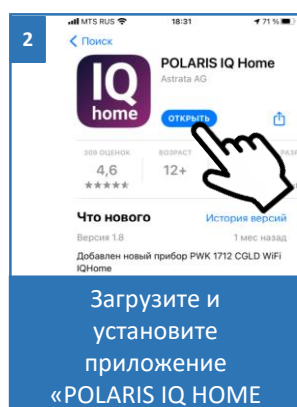 2
MTS RUS 18:31 71 %
Поиск
IQ
home
POLARIS IQ Home
Astrata AG
ОТКРЫТЬ
309 ОЦЕНОК ВОЗРАСТ РАЗ
4,6 12+
★★★★★
Что нового История версий
Версия 1.8 1 мес назад
Добавлен новый прибор PWK 1712 CGLD WiFi
IQHome
Загрузите и
установите
приложение
«POLARIS IQ HOME